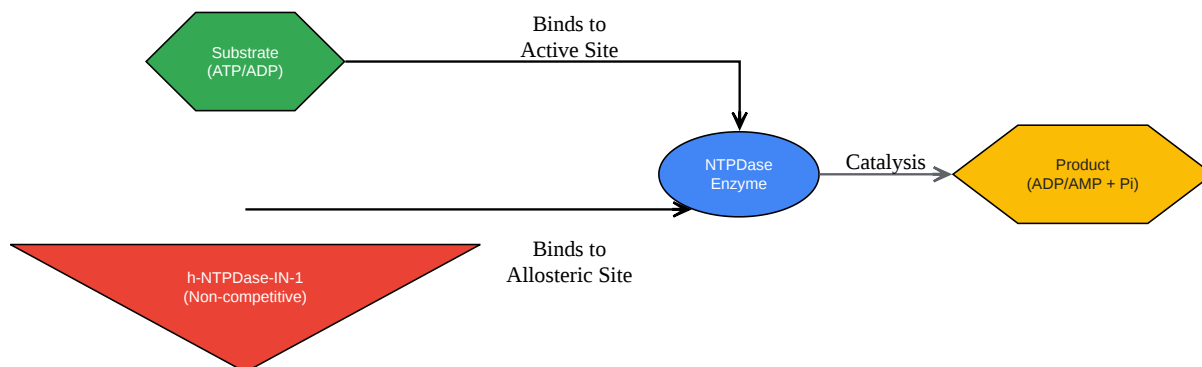 Substrate
(ATP/ADP)
Binds to
Active Site
NTPDase
Enzyme
Catalysis
Product
(ADP/AMP + Pi)
Binds to
Allosteric Site
h-NTPDase-IN-1
(Non-competitive)